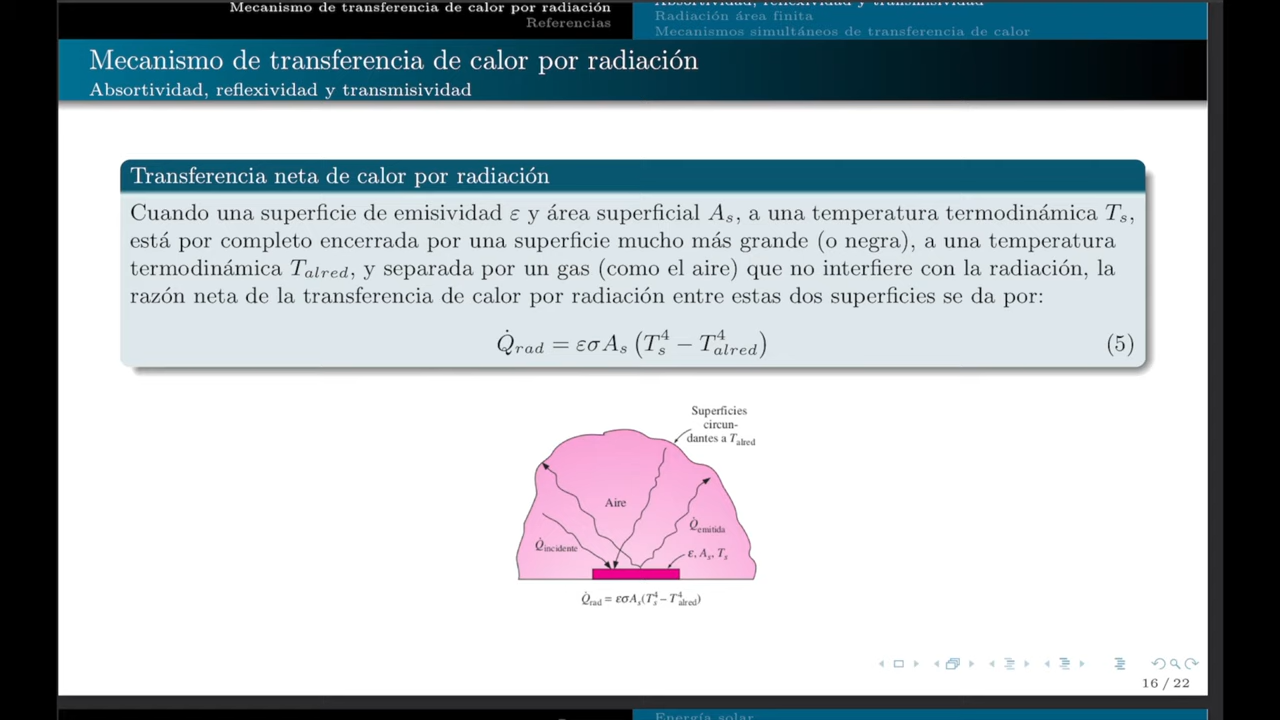 Mecanismo de transferencia de calor por radiación
Referencias
Absortividad, reflexividad y transmisividad
Radiación área finita
Mecanismos simultáneos de transferencia de calor
Mecanismo de transferencia de calor por radiación
Absortividad, reflexividad y transmisividad
Transferencia neta de calor por radiación
Cuando una superficie de emisividad ε y área superficial A_s, a una temperatura termodinámica T_s,
está por completo encerrada por una superficie mucho más grande (o negra), a una temperatura
termodinámica T_alred, y separada por un gas (como el aire) que no interfiere con la radiación, la
razón neta de la transferencia de calor por radiación entre estas dos superficies se da por:
Q̇_rad = εσA_s (T_s^4 − T_alred^4) (5)
Superficies
circun-
dantes a T_alred
Aire
Q̇_emitida
Q̇_incidente
ε, A_s, T_s
Q̇_rad = εσA_s(T_s^4 − T_alred^4)
16 / 22
Energía solar